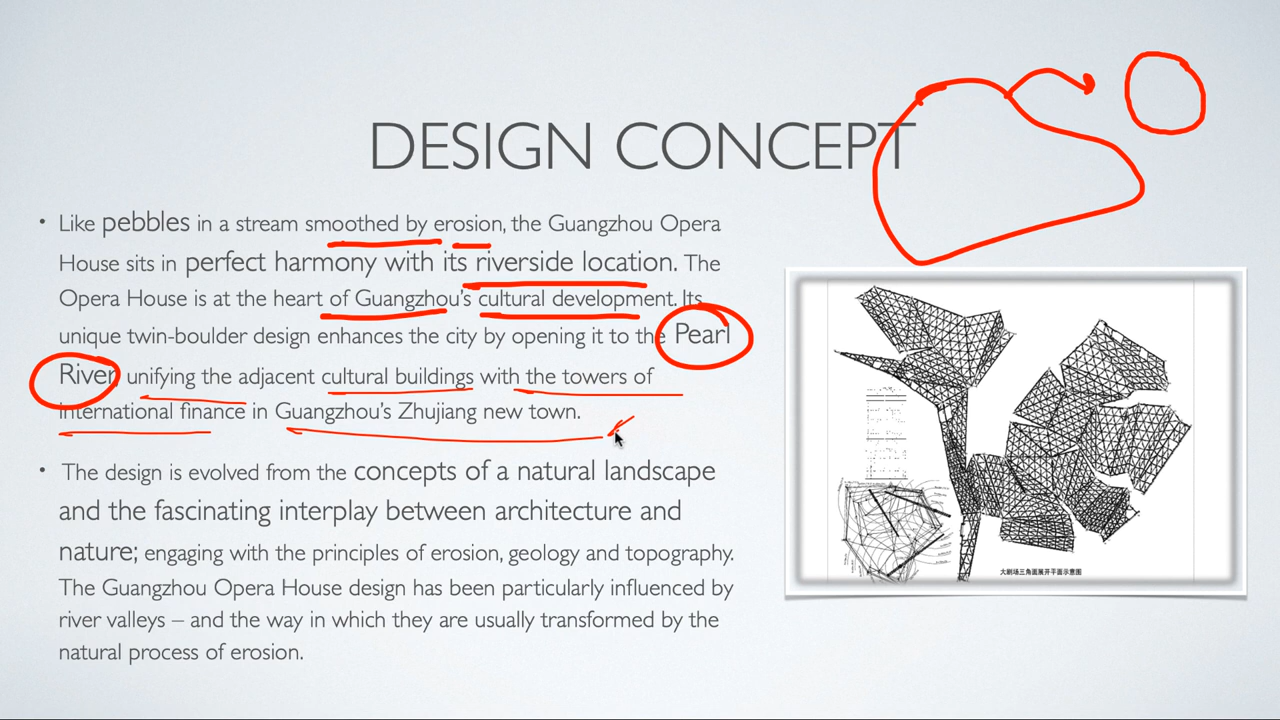 DESIGN CONCEPT
• Like pebbles in a stream smoothed by erosion, the Guangzhou Opera
House sits in perfect harmony with its riverside location. The
Opera House is at the heart of Guangzhou's cultural development. Its
unique twin-boulder design enhances the city by opening it to the Pearl
River unifying the adjacent cultural buildings with the towers of
international finance in Guangzhou's Zhujiang new town.
• The design is evolved from the concepts of a natural landscape
and the fascinating interplay between architecture and
nature; engaging with the principles of erosion, geology and topography.
The Guangzhou Opera House design has been particularly influenced by
river valleys – and the way in which they are usually transformed by the
natural process of erosion.
大剧场三角面展开平面示意图